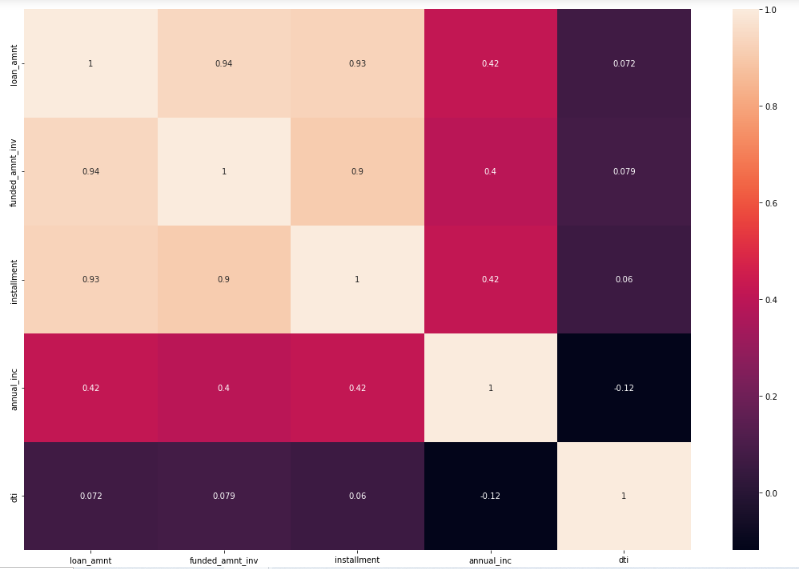 loan_amnt 1 0.94 0.93 0.42 0.072
funded_amnt_inv 0.94 1 0.9 0.4 0.079
installment 0.93 0.9 1 0.42 0.06
annual_inc 0.42 0.4 0.42 1 -0.12
dti 0.072 0.079 0.06 -0.12 1
loan_amnt funded_amnt_inv installment annual_inc dti
1.0
0.8
0.6
0.4
0.2
0.0